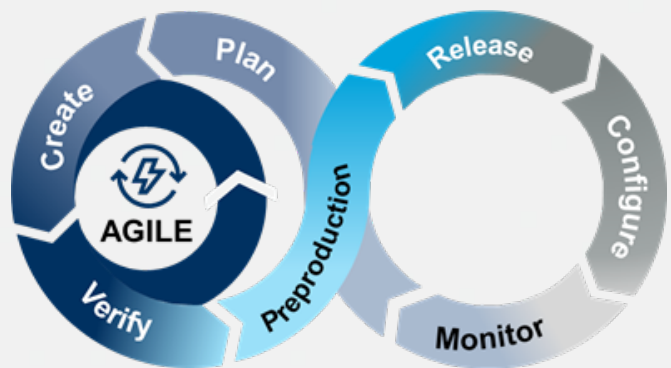 Plan
Create
AGILE
Verify
Preproduction
Release
Configure
Monitor